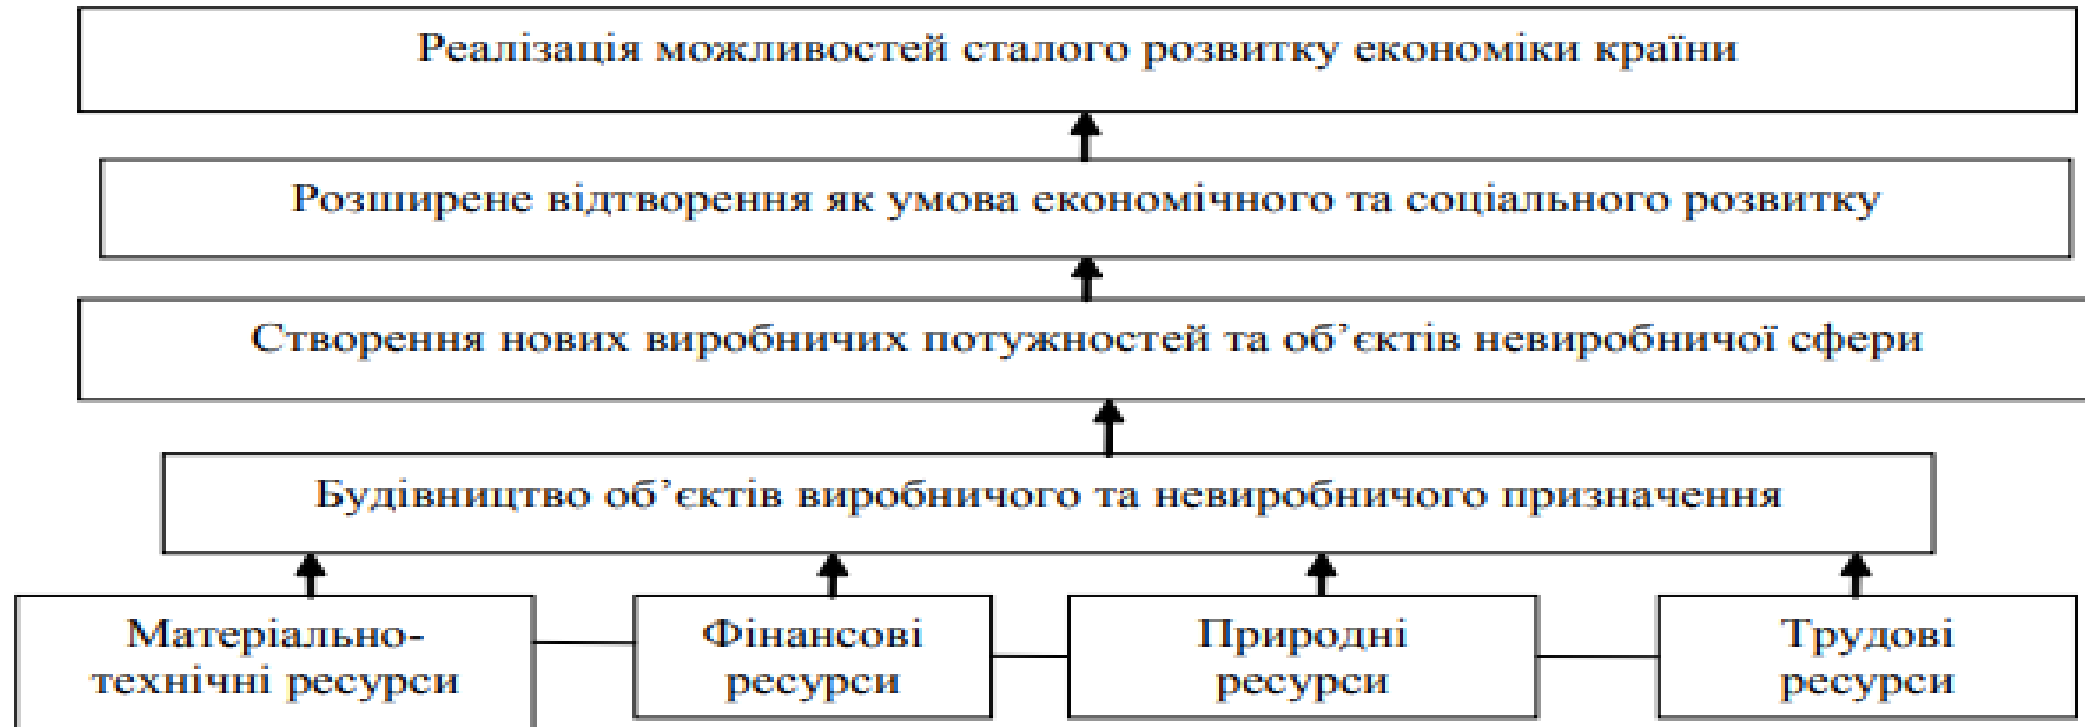 Реалізація можливостей сталого розвитку економіки країни
Розширене відтворення як умова економічного та соціального розвитку
Створення нових виробничих потужностей та об’єктів невиробничої сфери
Будівництво об’єктів виробничого та невиробничого призначення
Матеріально-
технічні ресурси
Фінансові
ресурси
Природні
ресурси
Трудові
ресурси